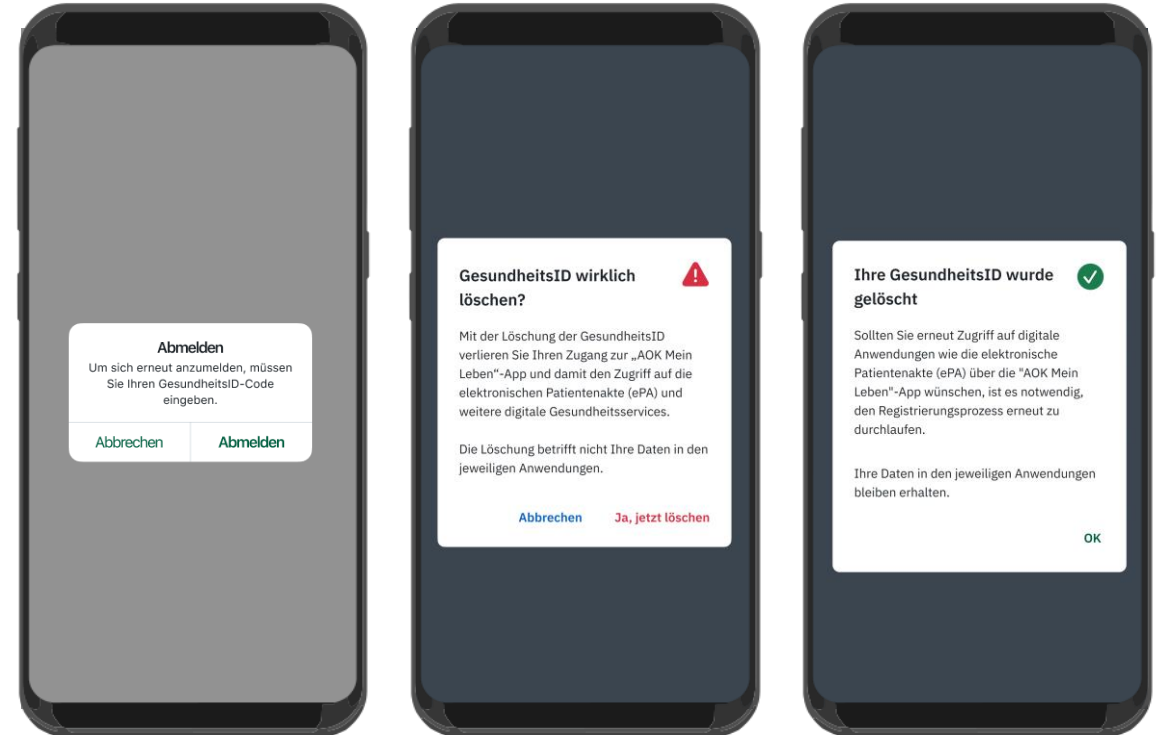 Abmelden
Um sich erneut anzumelden, müssen
Sie Ihren GesundheitsID-Code
eingeben.
Abbrechen
Abmelden
GesundheitsID wirklich
löschen?
Mit der Löschung der GesundheitsID
verlieren Sie Ihren Zugang zur „AOK Mein
Leben“-App und damit den Zugriff auf die
elektronischen Patientenakte (ePA) und
weitere digitale Gesundheitsservices.
Die Löschung betrifft nicht Ihre Daten in den
jeweiligen Anwendungen.
Abbrechen
Ja, jetzt löschen
Ihre GesundheitsID wurde
gelöscht
Sollten Sie erneut Zugriff auf digitale
Anwendungen wie die elektronische
Patientenakte (ePA) über die "AOK Mein
Leben"-App wünschen, ist es notwendig,
den Registrierungsprozess erneut zu
durchlaufen.
Ihre Daten in den jeweiligen Anwendungen
bleiben erhalten.
OK